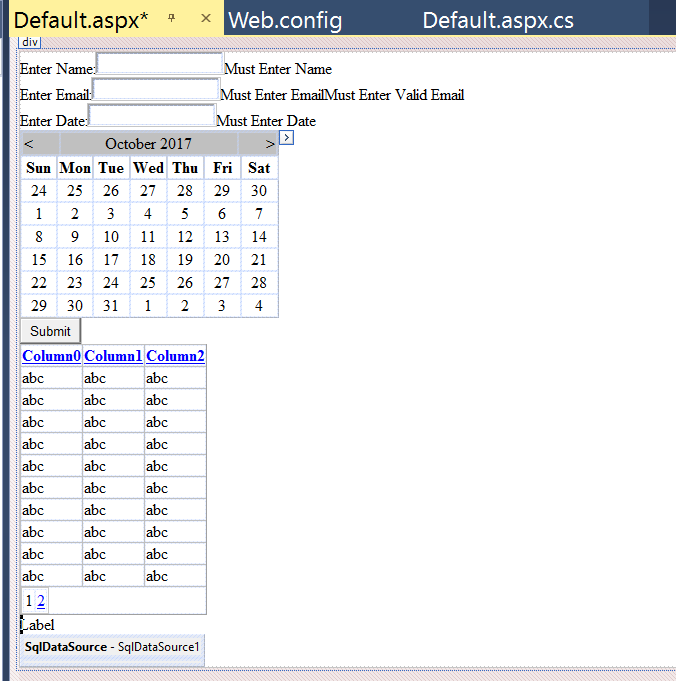 Default.aspx* × Web.config Default.aspx.cs
div
Enter Name: Must Enter Name
Enter Email: Must Enter EmailMust Enter Valid Email
Enter Date: Must Enter Date
< October 2017 > >
Sun Mon Tue Wed Thu Fri Sat
24 25 26 27 28 29 30
1 2 3 4 5 6 7
8 9 10 11 12 13 14
15 16 17 18 19 20 21
22 23 24 25 26 27 28
29 30 31 1 2 3 4
Submit
Column0 Column1 Column2
abc abc abc
abc abc abc
abc abc abc
abc abc abc
abc abc abc
abc abc abc
abc abc abc
abc abc abc
abc abc abc
abc abc abc
1 2
Label
SqlDataSource - SqlDataSource1